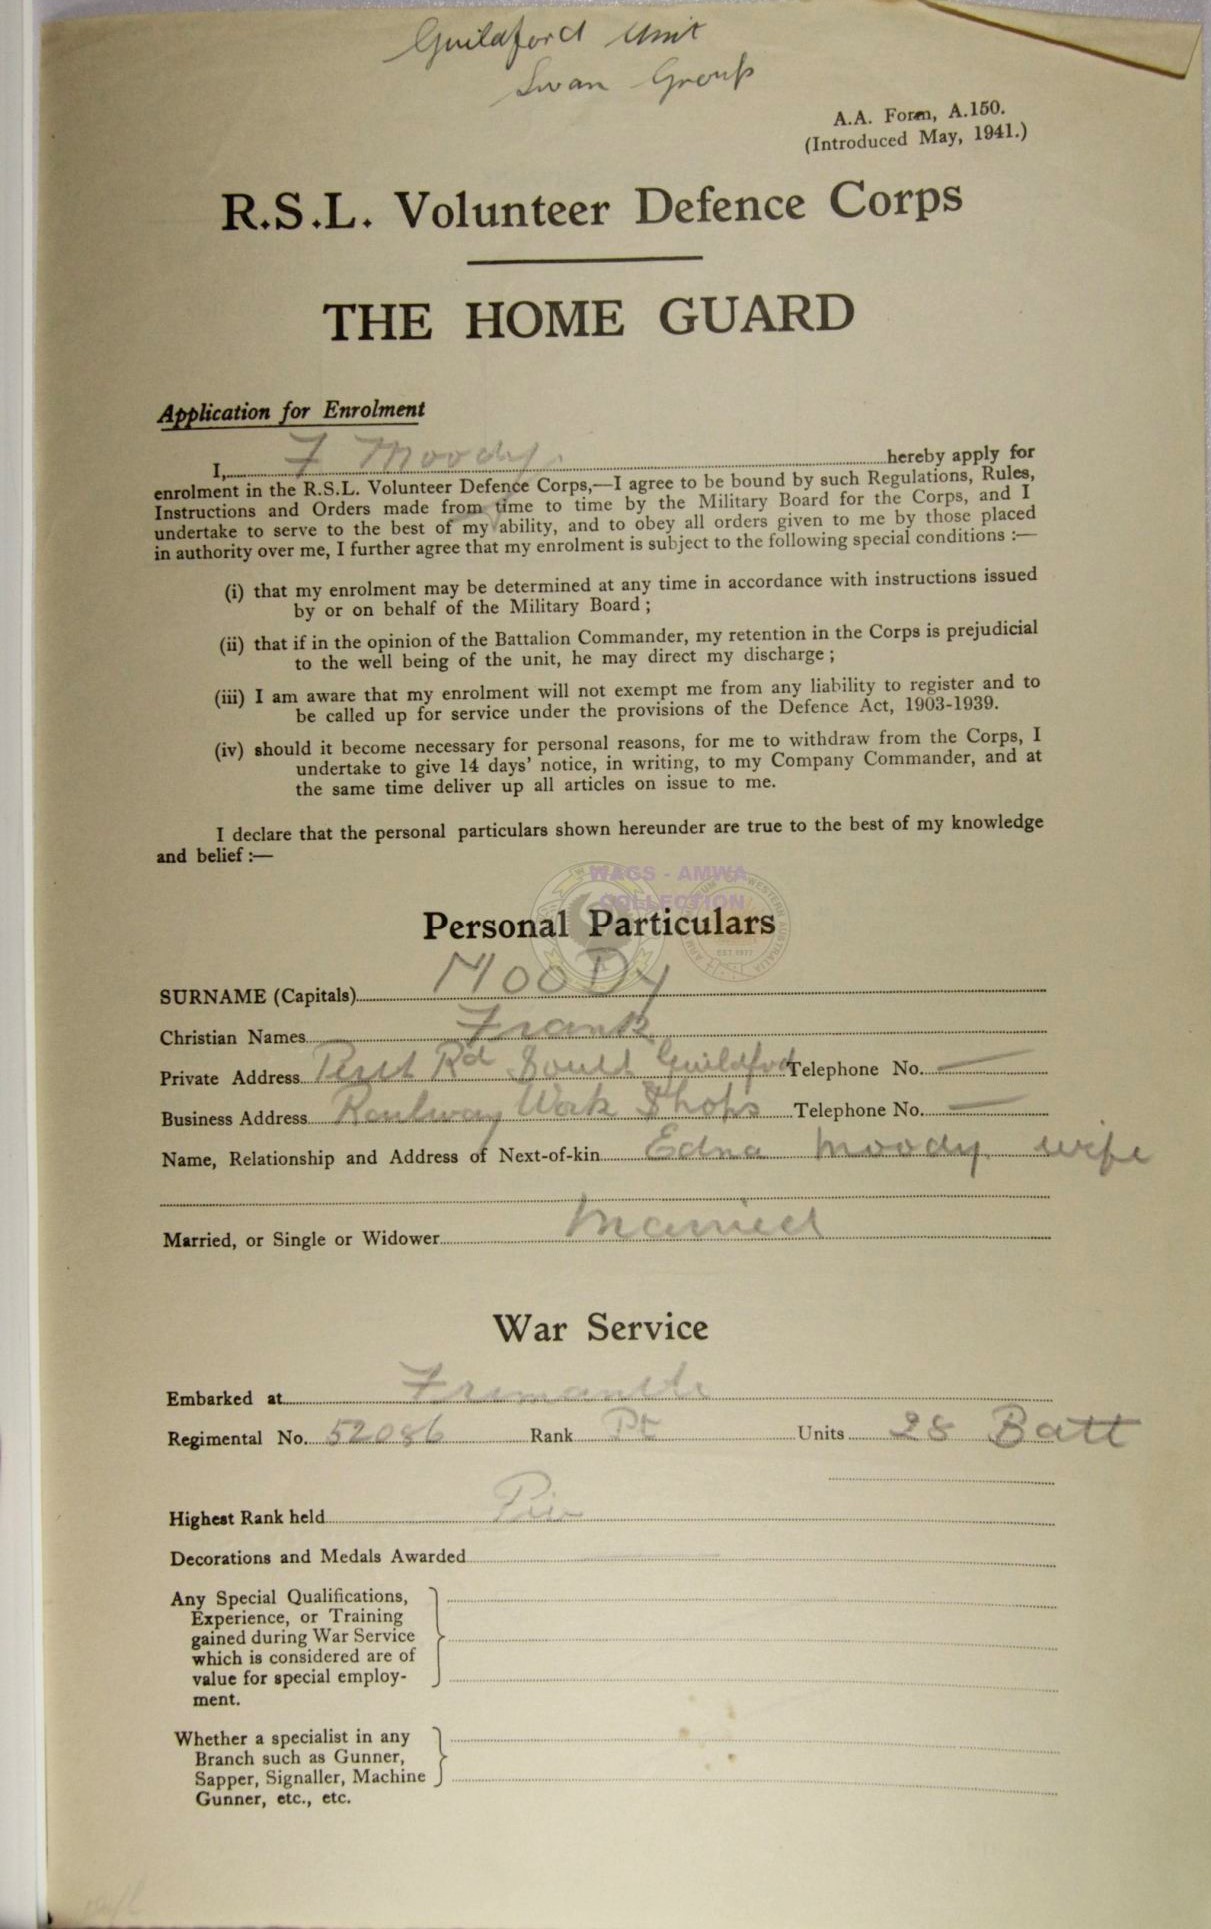 Guildford Unit
Swan Group
A.A. Form, A.150.
(Introduced May, 1941.)
R.S.L. Volunteer Defence Corps
THE HOME GUARD
Application for Enrolment
I, F Moody hereby apply for
enrolment in the R.S.L. Volunteer Defence Corps,—I agree to be bound by such Regulations, Rules,
Instructions and Orders made from time to time by the Military Board for the Corps, and I
undertake to serve to the best of my ability, and to obey all orders given to me by those placed
in authority over me, I further agree that my enrolment is subject to the following special conditions :—
(i) that my enrolment may be determined at any time in accordance with instructions issued
by or on behalf of the Military Board ;
(ii) that if in the opinion of the Battalion Commander, my retention in the Corps is prejudicial
to the well being of the unit, he may direct my discharge ;
(iii) I am aware that my enrolment will not exempt me from any liability to register and to
be called up for service under the provisions of the Defence Act, 1903-1939.
(iv) should it become necessary for personal reasons, for me to withdraw from the Corps, I
undertake to give 14 days' notice, in writing, to my Company Commander, and at
the same time deliver up all articles on issue to me.
I declare that the personal particulars shown hereunder are true to the best of my knowledge
and belief :—
WAGS - AMWA
COLLECTION
Personal Particulars
SURNAME (Capitals) MooDy
Christian Names Frank
Private Address Rd South Guildford Telephone No. —
Business Address Railway Work Shops Telephone No. —
Name, Relationship and Address of Next-of-kin Edna Moody wife
Married, or Single or Widower Married
War Service
Embarked at Fremantle
Regimental No. 52086 Rank Pt Units 28 Batt
Highest Rank held Priv
Decorations and Medals Awarded
Any Special Qualifications,
Experience, or Training
gained during War Service
which is considered are of
value for special employ-
ment.
Whether a specialist in any
Branch such as Gunner,
Sapper, Signaller, Machine
Gunner, etc., etc.